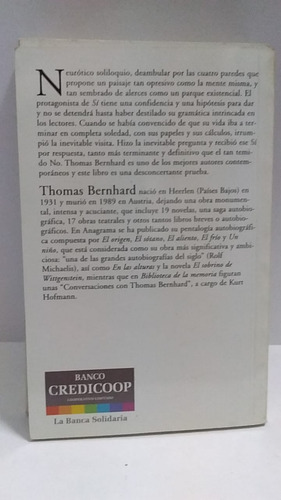 Neurótico soliloquio, deambular por las cuatro paredes que
propone un paisaje tan opresivo como la mente misma, y
tan sembrado de alerces como un parque existencial. El
protagonista de Sí tiene una confidencia y una hipótesis para dar
y no se detendrá hasta haber destilado su gramática intrincada en
los lectores. Cuando se había convencido de que su vida iba a ter-
minar en completa soledad, con sus papeles y sus cálculos, irrum-
pió la inevitable visita. Hizo la inevitable pregunta y recibió ese Sí
por respuesta, tanto más terminante y definitivo que el tan temi-
do No. Thomas Bernhard es uno de los mejores autores contem-
poráneos y este libro es una desconcertante prueba.
Thomas Bernhard nació en Heerlen (Países Bajos) en
1931 y murió en 1989 en Austria, dejando una obra monumen-
tal, intensa y acuciante, que incluye 19 novelas, una saga autobio-
gráfica, 17 obras teatrales y otros tantos libros breves o autobio-
gráficos. En Anagrama se ha publicado su pentalogía autobiográfi-
ca compuesta por El origen, El sótano, El aliento, El frío y Un
niño, que está considerada como su obra más significativa y ambi-
ciosa: "una de las grandes autobiografías del siglo" (Rolf
Michaelis), así como En las alturas y la novela El sobrino de
Wittgenstein, mientras que en Biblioteca de la memoria figuran
unas "Conversaciones con Thomas Bernhard", a cargo de Kurt
Hofmann.
BANCO
CREDICOOP
La Banca Solidaria